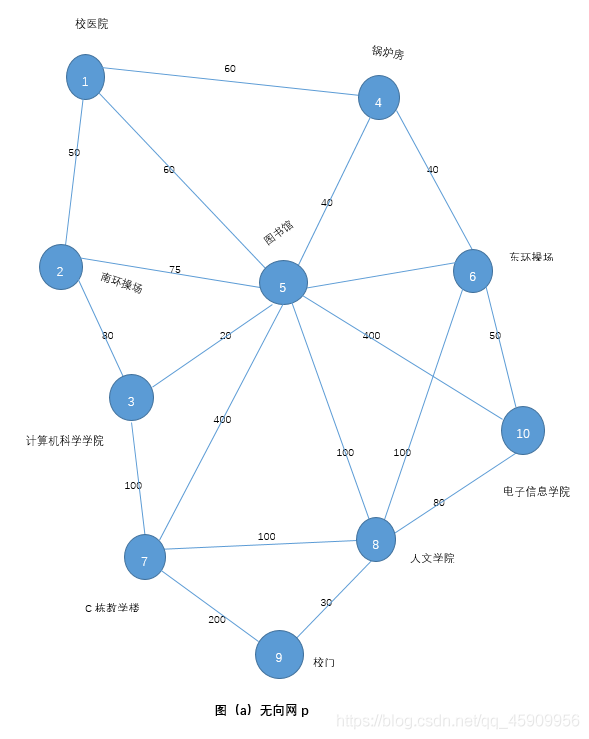 校医院
锅炉房
1
60
4
50
60
40
40
图书馆
2
南环操场
75
5
6
东环操场
80
20
400
50
3
计算机科学学院
400
100
100
10
电子信息学院
100
80
7
100
8
人文学院
C 栋教学楼
200
30
9
校门
图（a）无向网 p
https://blog.csdn.net/qq_45909956